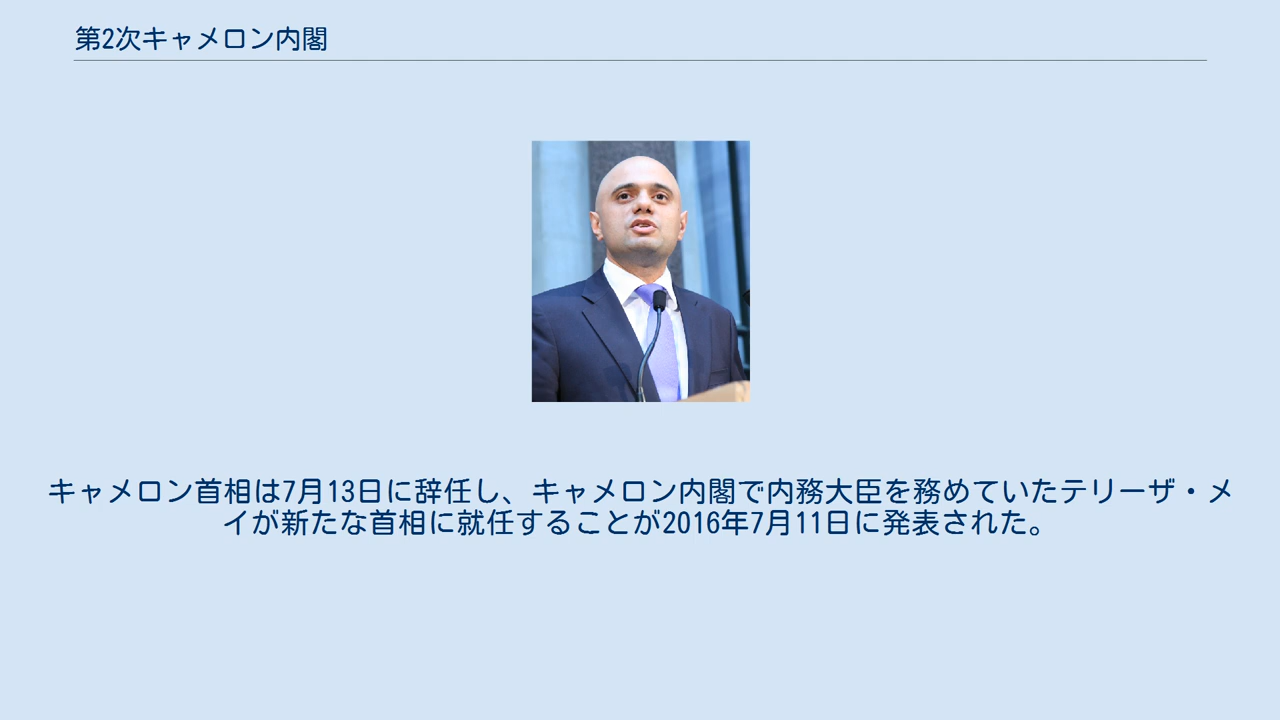 第2次キャメロン内閣
キャメロン首相は7月13日に辞任し、キャメロン内閣で内務大臣を務めていたテリーザ・メ
イが新たな首相に就任することが2016年7月11日に発表された。